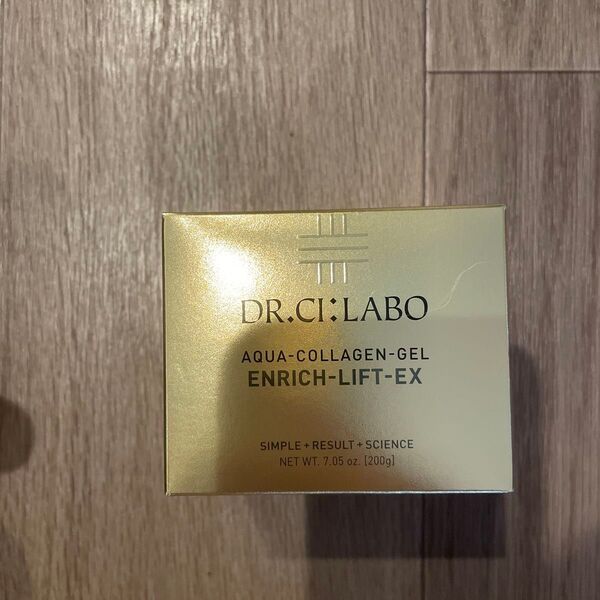 DR.CI:LABO
AQUA-COLLAGEN-GEL
ENRICH-LIFT-EX
SIMPLE+RESULT+SCIENCE
NET WT. 7.05 oz. [200g]